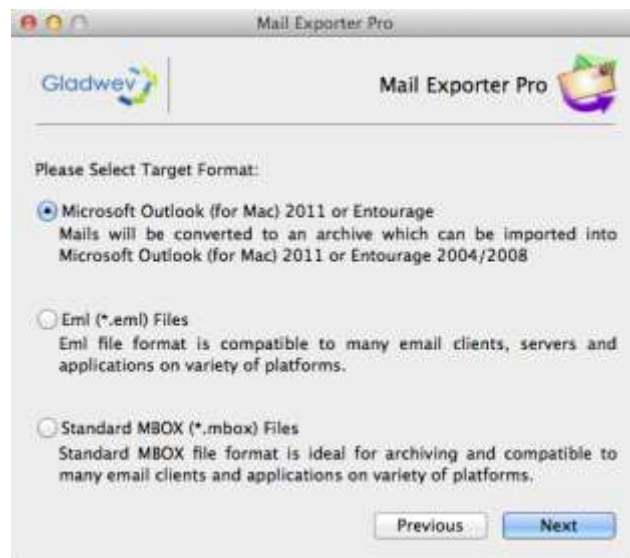 Mail Exporter Pro
Gladwev
Mail Exporter Pro
Please Select Target Format:
Microsoft Outlook (for Mac) 2011 or Entourage
Mails will be converted to an archive which can be imported into
Microsoft Outlook (for Mac) 2011 or Entourage 2004/2008
Eml (*.eml) Files
Eml file format is compatible to many email clients, servers and
applications on variety of platforms.
Standard MBOX (*.mbox) Files
Standard MBOX file format is ideal for archiving and compatible to
many email clients and applications on variety of platforms.
Previous
Next